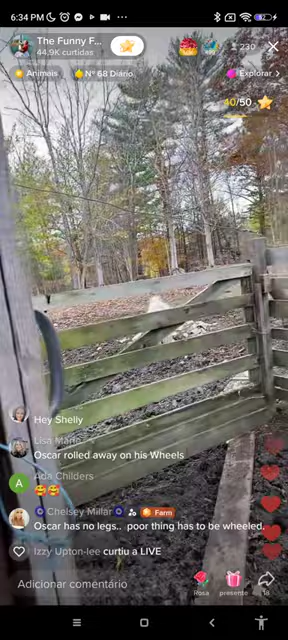 6:34 PM
62
The Funny F...
44.9K curtidas
230
Animais
Nº 68 Diário
Explorar >
40/50
Hey Shelly
Lisa Marie
Oscar rolled away on his Wheels
A
Ada Childers
Chelsey Millar
Farm
Oscar has no legs.. poor thing has to be wheeled.
Izzy Upton-lee curtiu a LIVE
Adicionar comentário
Rosa
presente
18